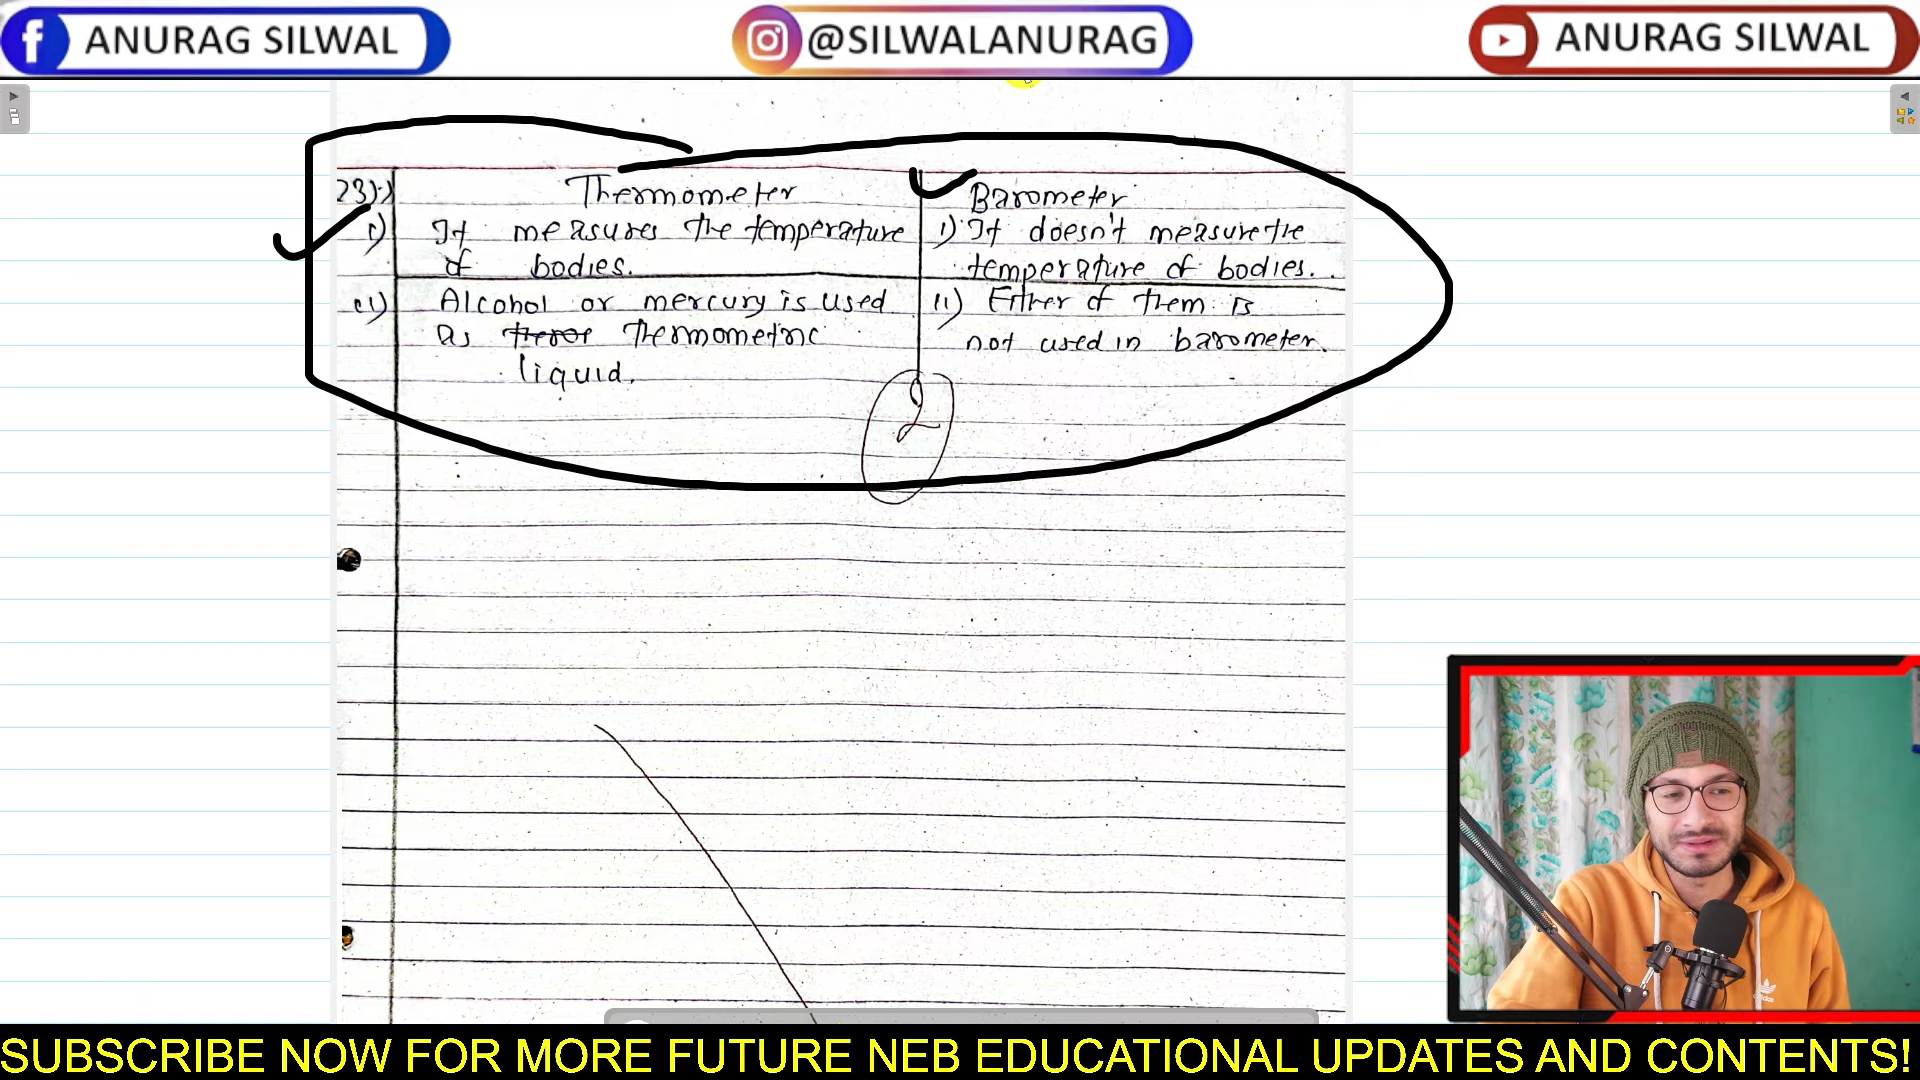 ANURAG SILWAL
@SILWALANURAG
ANURAG SILWAL
23)
Thermometer
Barometer
i) It measures the temperature of bodies.
i) It doesn't measure the temperature of bodies.
ii) Alcohol or mercury is used as thermometric liquid.
ii) Either of them is not used in barometer.
2
adidas
SUBSCRIBE NOW FOR MORE FUTURE NEB EDUCATIONAL UPDATES AND CONTENTS!